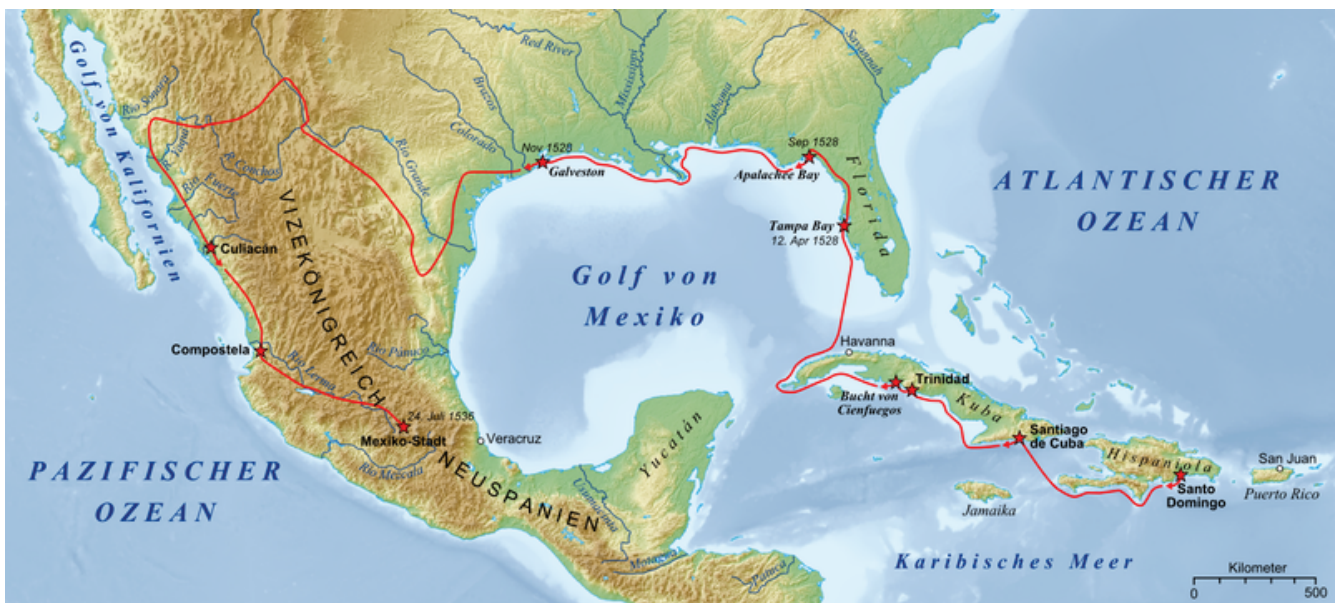 Golf von Kalifornien
Rio Sonora
R. Yaqui
Rio Fuerte
R. Conchos
Rio Grande
Colorado
Brazos
Red River
Mississippi
Alabama
Savannah
Nov 1528
Galveston
Sep 1528
Apalachee Bay
Florida
Tampa Bay
12. Apr 1528
ATLANTISCHER
OZEAN
Golf von
Mexiko
Culiacán
VIZEKÖNIGREICH
NEUSPANIEN
Compostela
Rio Lerma
Rio Panuco
24. Juli 1536
Mexiko-Stadt
Veracruz
Rio Mezcala
PAZIFISCHER
OZEAN
Yucatán
Usumacinta
Motagua
Patuca
Havanna
Trinidad
Bucht von
Cienfuegos
Kuba
Santiago
de Cuba
Hispaniola
Santo
Domingo
San Juan
Puerto Rico
Jamaika
Karibisches Meer
Kilometer
0
500